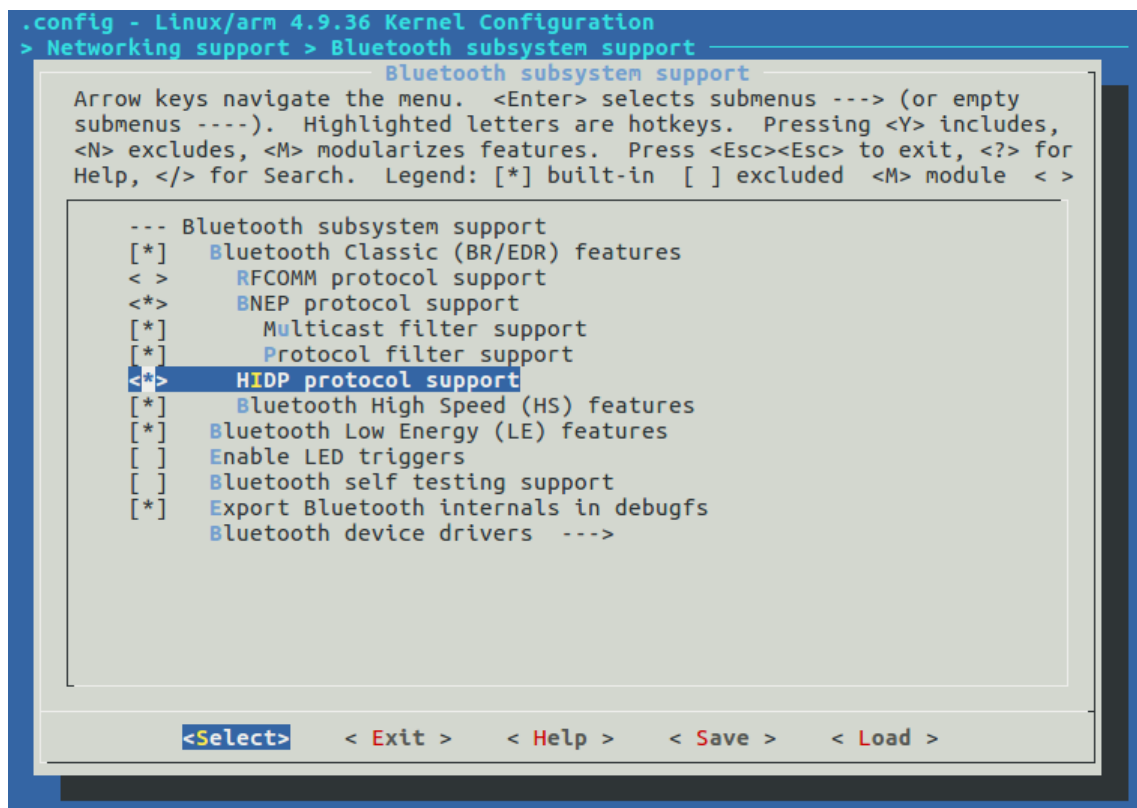 .config - Linux/arm 4.9.36 Kernel Configuration
> Networking support > Bluetooth subsystem support
Bluetooth subsystem support
Arrow keys navigate the menu.  <Enter> selects submenus ---> (or empty
submenus ----).  Highlighted letters are hotkeys.  Pressing <Y> includes,
<N> excludes, <M> modularizes features.  Press <Esc><Esc> to exit, <?> for
Help, </> for Search.  Legend: [*] built-in  [ ] excluded  <M> module  < >
--- Bluetooth subsystem support
[*]   Bluetooth Classic (BR/EDR) features
< >     RFCOMM protocol support
<*>     BNEP protocol support
[*]       Multicast filter support
[*]       Protocol filter support
<*>     HIDP protocol support
[*]     Bluetooth High Speed (HS) features
[*]   Bluetooth Low Energy (LE) features
[ ]   Enable LED triggers
[ ]   Bluetooth self testing support
[*]   Export Bluetooth internals in debugfs
Bluetooth device drivers  --->
<Select>    < Exit >    < Help >    < Save >    < Load >